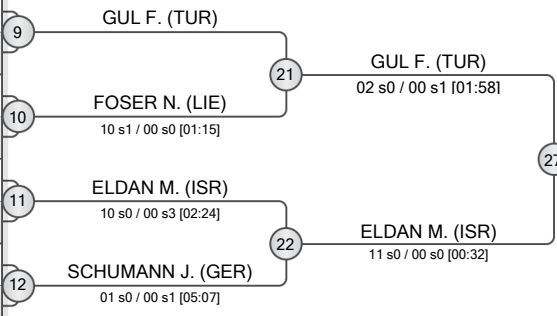 9
GUL F. (TUR)
21
GUL F. (TUR)
02 s0 / 00 s1 [01:58]
10
FOSER N. (LIE)
10 s1 / 00 s0 [01:15]
27
11
ELDAN M. (ISR)
10 s0 / 00 s3 [02:24]
22
ELDAN M. (ISR)
11 s0 / 00 s0 [00:32]
12
SCHUMANN J. (GER)
01 s0 / 00 s1 [05:07]